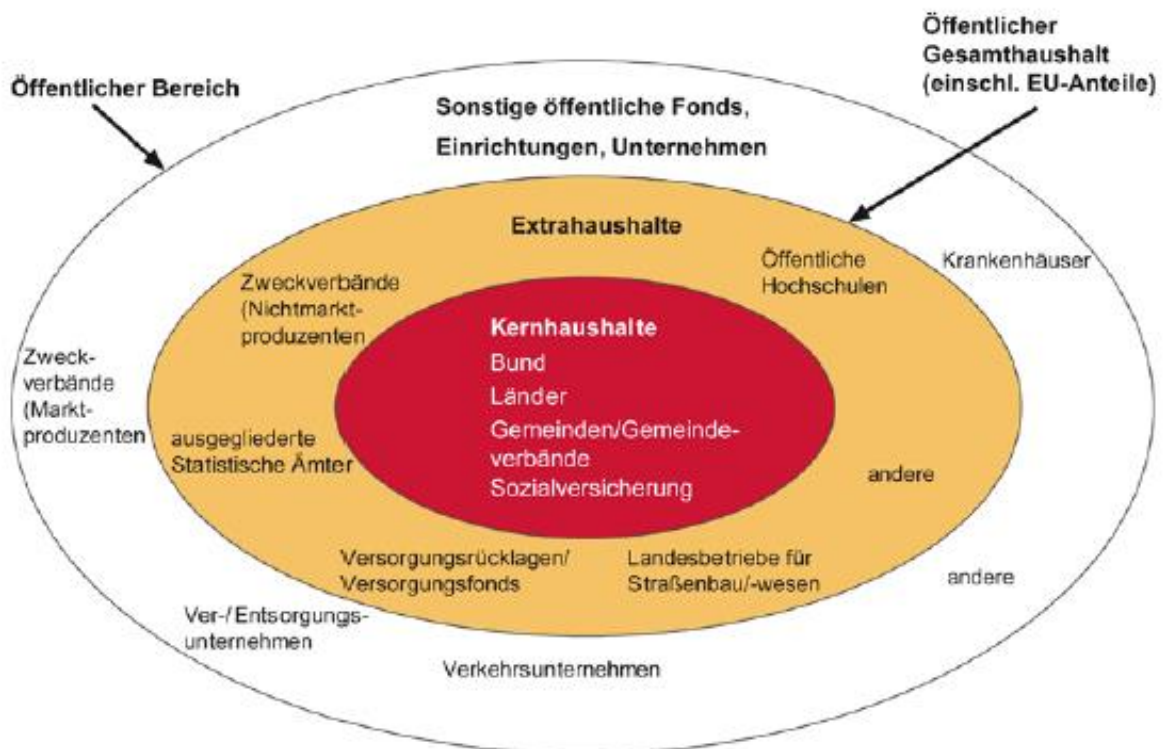 Öffentlicher
Gesamthaushalt
(einschl. EU-Anteile)
Öffentlicher Bereich
Sonstige öffentliche Fonds,
Einrichtungen, Unternehmen
Extrahaushalte
Öffentliche
Hochschulen
Krankenhäuser
Zweckverbände
(Nichtmarkt-
produzenten
Kernhaushalte
Bund
Länder
Gemeinden/Gemeinde-
verbände
Sozialversicherung
Zweck-
verbände
(Markt-
produzenten
ausgegliederte
Statistische Ämter
andere
Versorgungsrücklagen/
Versorgungsfonds
Landesbetriebe für
Straßenbau/-wesen
andere
Ver-/Entsorgungs-
unternehmen
Verkehrsunternehmen